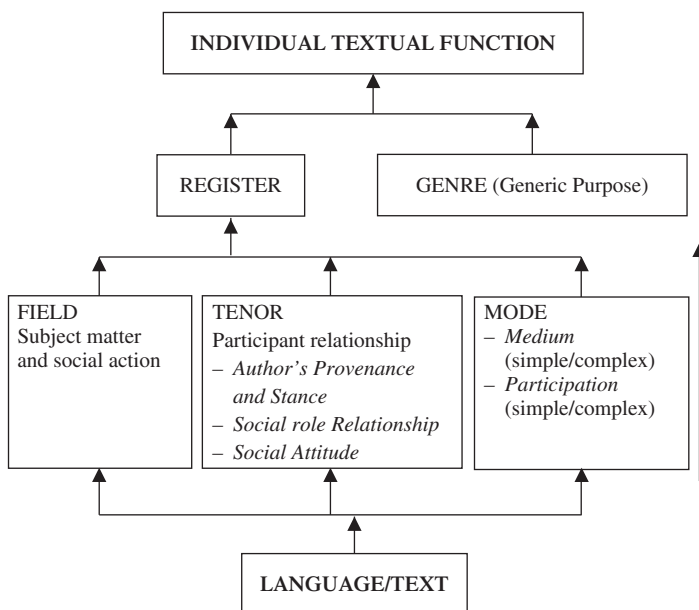 INDIVIDUAL TEXTUAL FUNCTION
REGISTER
GENRE (Generic Purpose)
FIELD
Subject matter
and social action
TENOR
Participant relationship
– Author's Provenance
and Stance
– Social role Relationship
– Social Attitude
MODE
– Medium
(simple/complex)
– Participation
(simple/complex)
LANGUAGE/TEXT